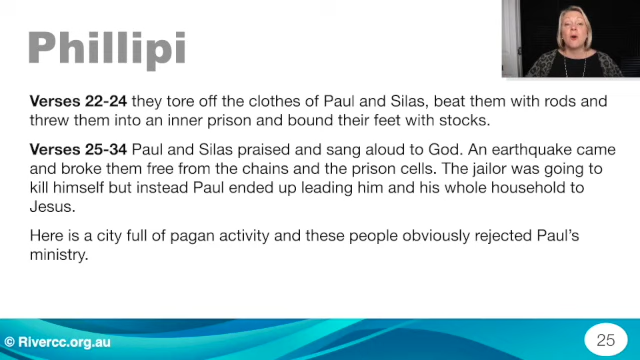 Phillipi
Verses 22-24 they tore off the clothes of Paul and Silas, beat them with rods and
threw them into an inner prison and bound their feet with stocks.
Verses 25-34 Paul and Silas praised and sang aloud to God. An earthquake came
and broke them free from the chains and the prison cells. The jailor was going to
kill himself but instead Paul ended up leading him and his whole household to
Jesus.
Here is a city full of pagan activity and these people obviously rejected Paul's
ministry.
© Rivercc.org.au
25